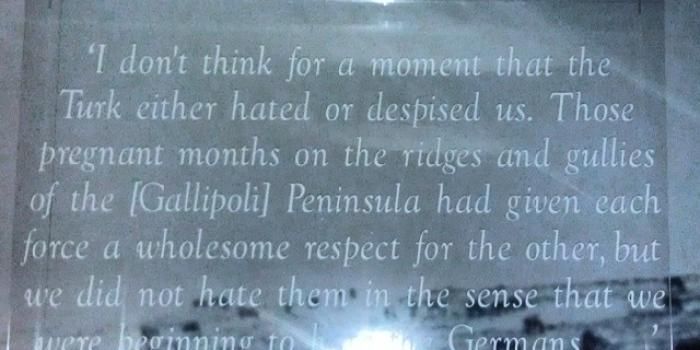 'I don't think for a moment that the
Turk either hated or despised us. Those
pregnant months on the ridges and gullies
of the [Gallipoli] Peninsula had given each
force a wholesome respect for the other, but
we did not hate them in the sense that we
were beginning to the Germans '